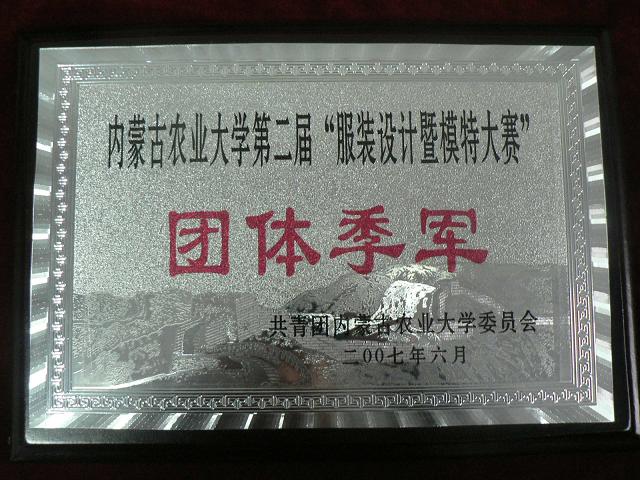 内蒙古农业大学第二届“服装设计暨模特大赛”
团体季军
共青团内蒙古农业大学委员会
二00七年六月